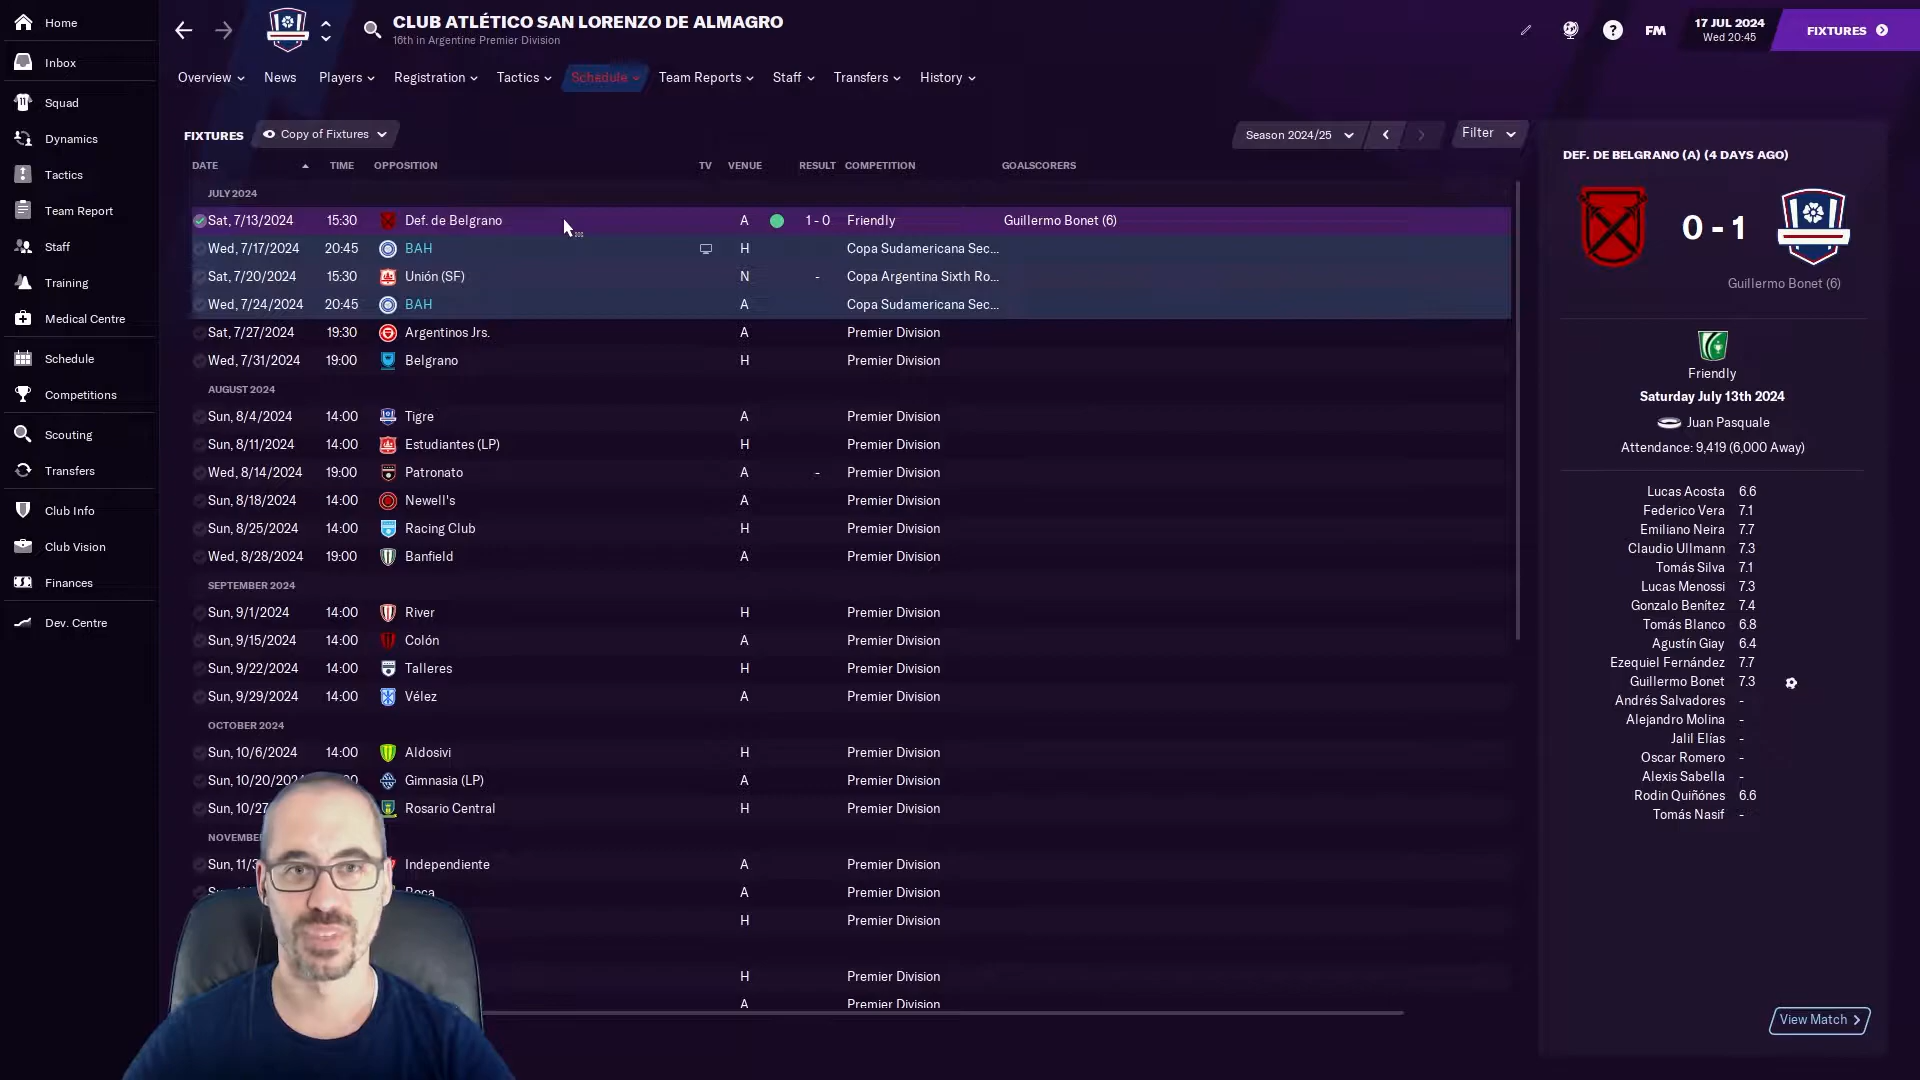 CLUB ATLÉTICO SAN LORENZO DE ALMAGRO
16th in Argentine Premier Division
FM
17 JUL 2024
Wed 20:45
FIXTURES
Home
Inbox
Squad
Dynamics
Tactics
Team Report
Staff
Training
Medical Centre
Schedule
Competitions
Scouting
Transfers
Club Info
Club Vision
Finances
Dev. Centre
Overview News Players Registration Tactics Schedule Team Reports Staff Transfers History
FIXTURES Copy of Fixtures Season 2024/25 Filter
DATE TIME OPPOSITION TV VENUE RESULT COMPETITION GOALSCORERS
JULY 2024
Sat, 7/13/2024 15:30 Def. de Belgrano A 1 - 0 Friendly Guillermo Bonet (6)
Wed, 7/17/2024 20:45 BAH H Copa Sudamericana Sec...
Sat, 7/20/2024 15:30 Unión (SF) N - Copa Argentina Sixth Ro...
Wed, 7/24/2024 20:45 BAH A Copa Sudamericana Sec...
Sat, 7/27/2024 19:30 Argentinos Jrs. A Premier Division
Wed, 7/31/2024 19:00 Belgrano H Premier Division
AUGUST 2024
Sun, 8/4/2024 14:00 Tigre A Premier Division
Sun, 8/11/2024 14:00 Estudiantes (LP) H Premier Division
Wed, 8/14/2024 19:00 Patronato A - Premier Division
Sun, 8/18/2024 14:00 Newell's A Premier Division
Sun, 8/25/2024 14:00 Racing Club H Premier Division
Wed, 8/28/2024 19:00 Banfield A Premier Division
SEPTEMBER 2024
Sun, 9/1/2024 14:00 River H Premier Division
Sun, 9/15/2024 14:00 Colón A Premier Division
Sun, 9/22/2024 14:00 Talleres H Premier Division
Sun, 9/29/2024 14:00 Vélez A Premier Division
OCTOBER 2024
Sun, 10/6/2024 14:00 Aldosivi H Premier Division
Sun, 10/20/202 Gimnasia (LP) A Premier Division
Sun, 10/27 Rosario Central H Premier Division
NOVEMBER
Sun, 11/3 Independiente A Premier Division
Boca A Premier Division
H Premier Division
H Premier Division
A Premier Division
DEF. DE BELGRANO (A) (4 DAYS AGO)
0 - 1
Guillermo Bonet (6)
Friendly
Saturday July 13th 2024
Juan Pasquale
Attendance: 9,419 (6,000 Away)
Lucas Acosta 6.6
Federico Vera 7.1
Emiliano Neira 7.7
Claudio Ullmann 7.3
Tomás Silva 7.1
Lucas Menossi 7.3
Gonzalo Benítez 7.4
Tomás Blanco 6.8
Agustín Giay 6.4
Ezequiel Fernández 7.7
Guillermo Bonet 7.3
Andrés Salvadores -
Alejandro Molina -
Jalil Elías -
Oscar Romero -
Alexis Sabella -
Rodin Quiñónes 6.6
Tomás Nasif -
View Match